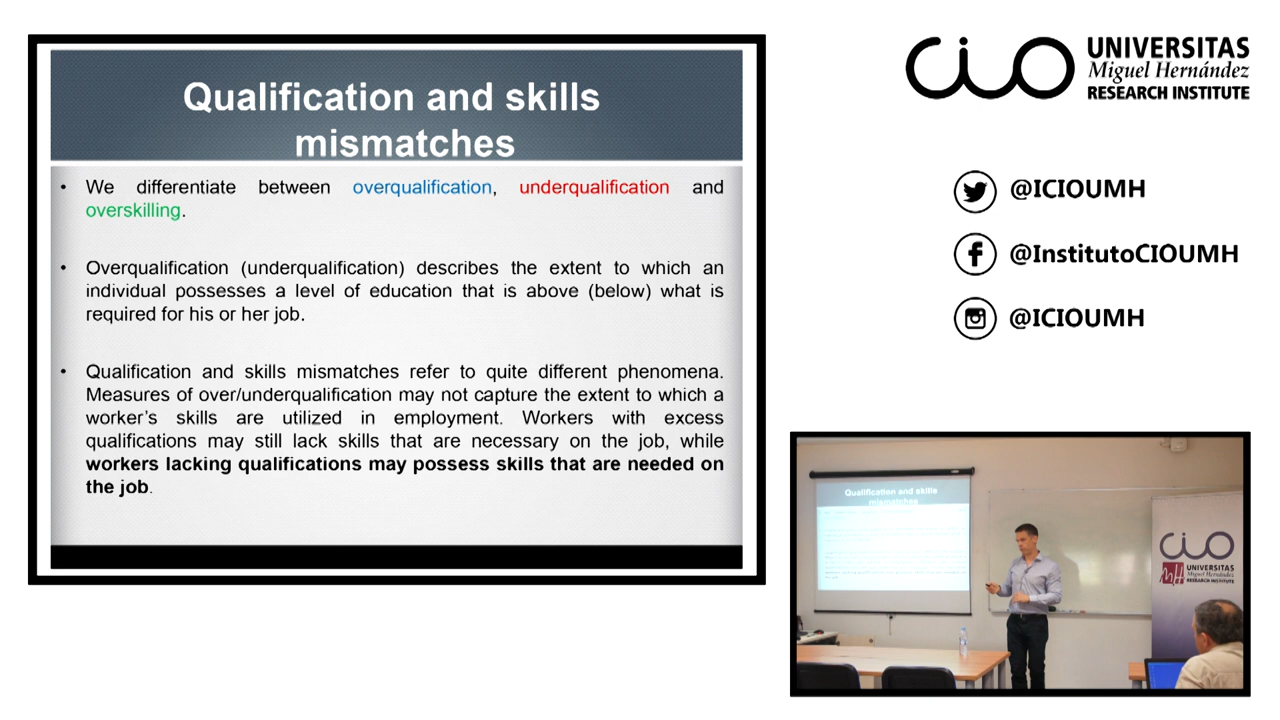 Qualification and skills
mismatches
• We differentiate between overqualification, underqualification and
overskilling.
• Overqualification (underqualification) describes the extent to which an
individual possesses a level of education that is above (below) what is
required for his or her job.
• Qualification and skills mismatches refer to quite different phenomena.
Measures of over/underqualification may not capture the extent to which a
worker's skills are utilized in employment. Workers with excess
qualifications may still lack skills that are necessary on the job, while
workers lacking qualifications may possess skills that are needed on
the job.
CIO
UNIVERSITAS
Miguel Hernández
RESEARCH INSTITUTE
@ICIOUMH
@InstitutoCIOUMH
@ICIOUMH
Qualification and skills
mismatches
CIO
UNIVERSITAS
Miguel Hernández
RESEARCH INSTITUTE